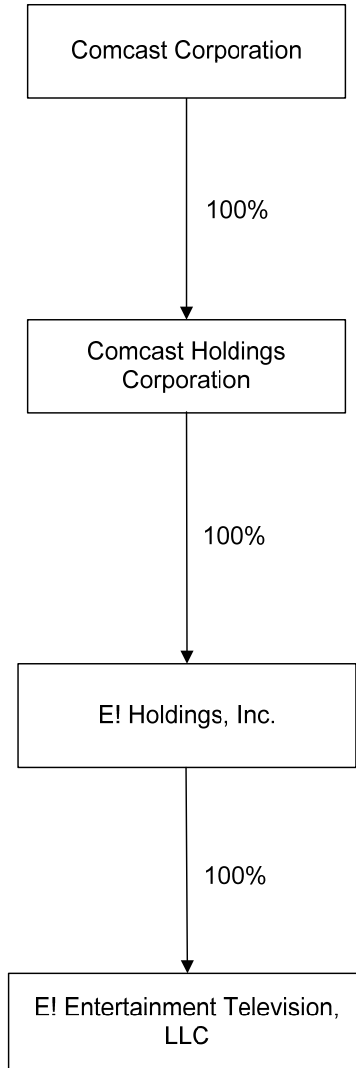 Comcast Corporation
100%
Comcast Holdings
Corporation
100%
E! Holdings, Inc.
100%
E! Entertainment Television,
LLC